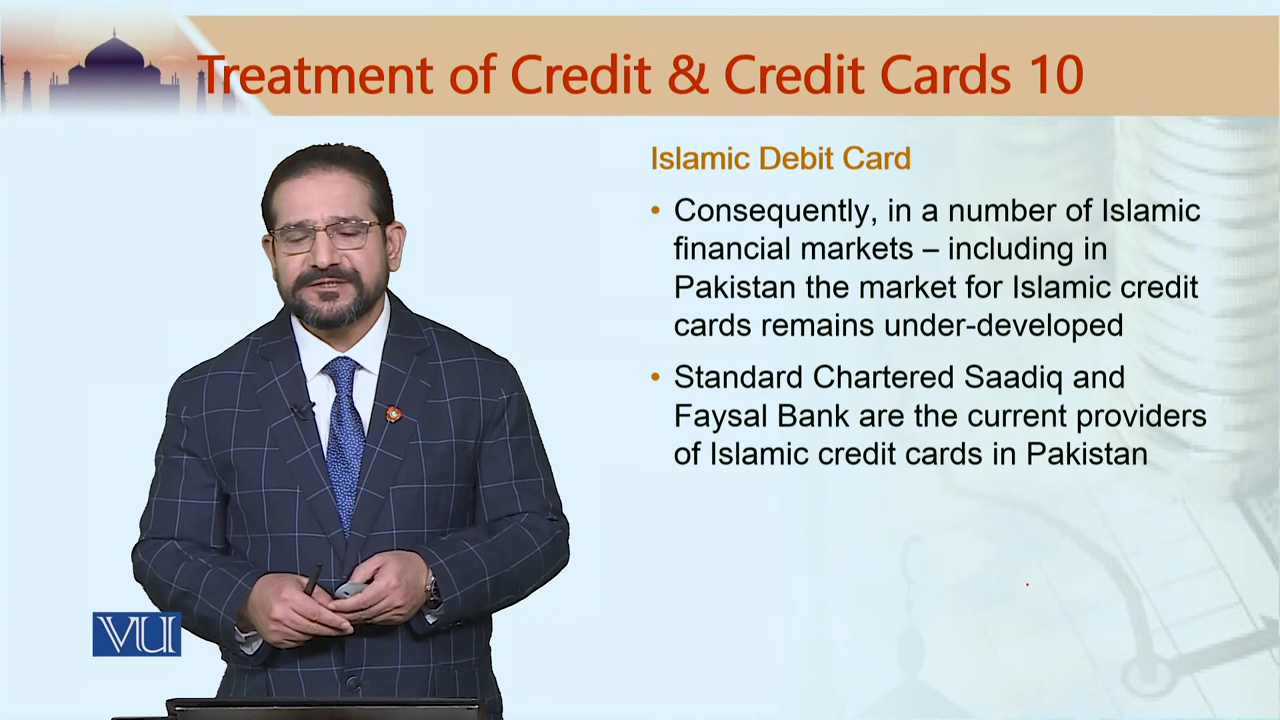 Treatment of Credit & Credit Cards 10
Islamic Debit Card
• Consequently, in a number of Islamic
financial markets – including in
Pakistan the market for Islamic credit
cards remains under-developed
• Standard Chartered Saadiq and
Faysal Bank are the current providers
of Islamic credit cards in Pakistan
VU